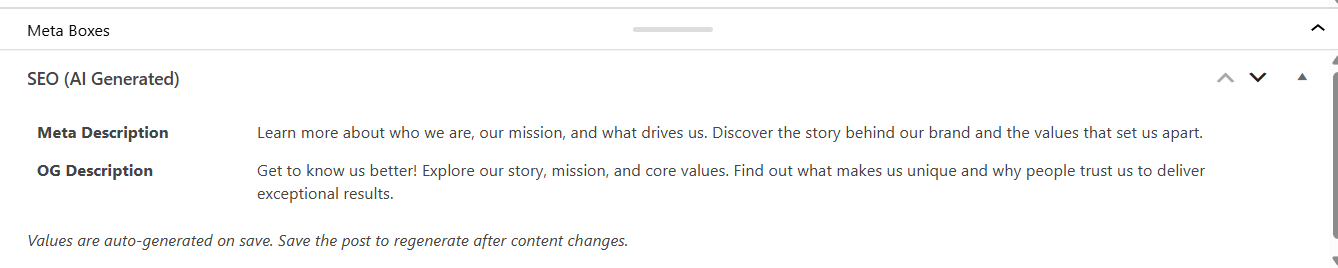 Meta Boxes
SEO (AI Generated)
Meta Description
Learn more about who we are, our mission, and what drives us. Discover the story behind our brand and the values that set us apart.
OG Description
Get to know us better! Explore our story, mission, and core values. Find out what makes us unique and why people trust us to deliver
exceptional results.
Values are auto-generated on save. Save the post to regenerate after content changes.